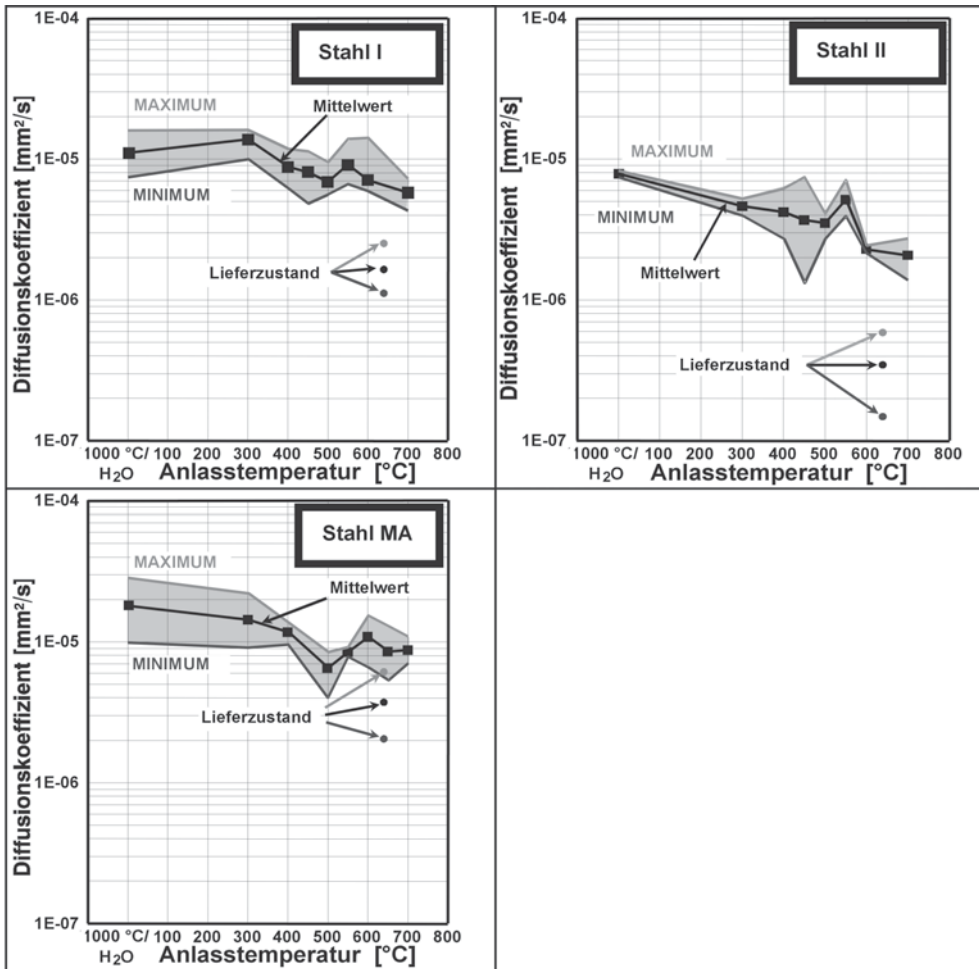 1E-04
Stahl I
MAXIMUM
Mittelwert
1E-05
MINIMUM
Lieferzustand
1E-06
1E-07
Diffusionskoeffizient [mm²/s]
1000 °C/ 100 200 300 400 500 600 700 800
H₂O Anlasstemperatur [°C]
1E-04
Stahl II
MAXIMUM
1E-05
MINIMUM
Mittelwert
1E-06
Lieferzustand
1E-07
Diffusionskoeffizient [mm²/s]
1000 °C/ 100 200 300 400 500 600 700 800
H₂O Anlasstemperatur [°C]
1E-04
Stahl MA
MAXIMUM
Mittelwert
1E-05
MINIMUM
Lieferzustand
1E-06
1E-07
Diffusionskoeffizient [mm²/s]
1000 °C/ 100 200 300 400 500 600 700 800
H₂O Anlasstemperatur [°C]